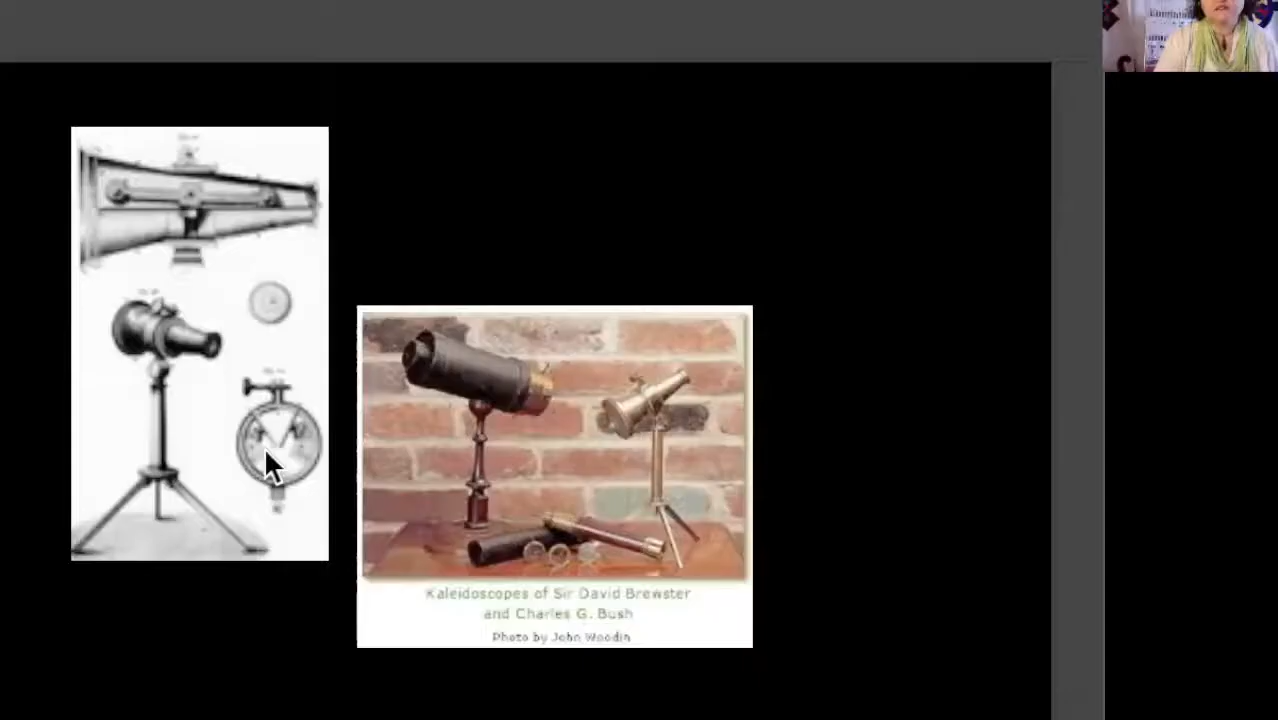 Kaleidoscopes of Sir David Brewster
and Charles G. Bush
Photo by John Woodin